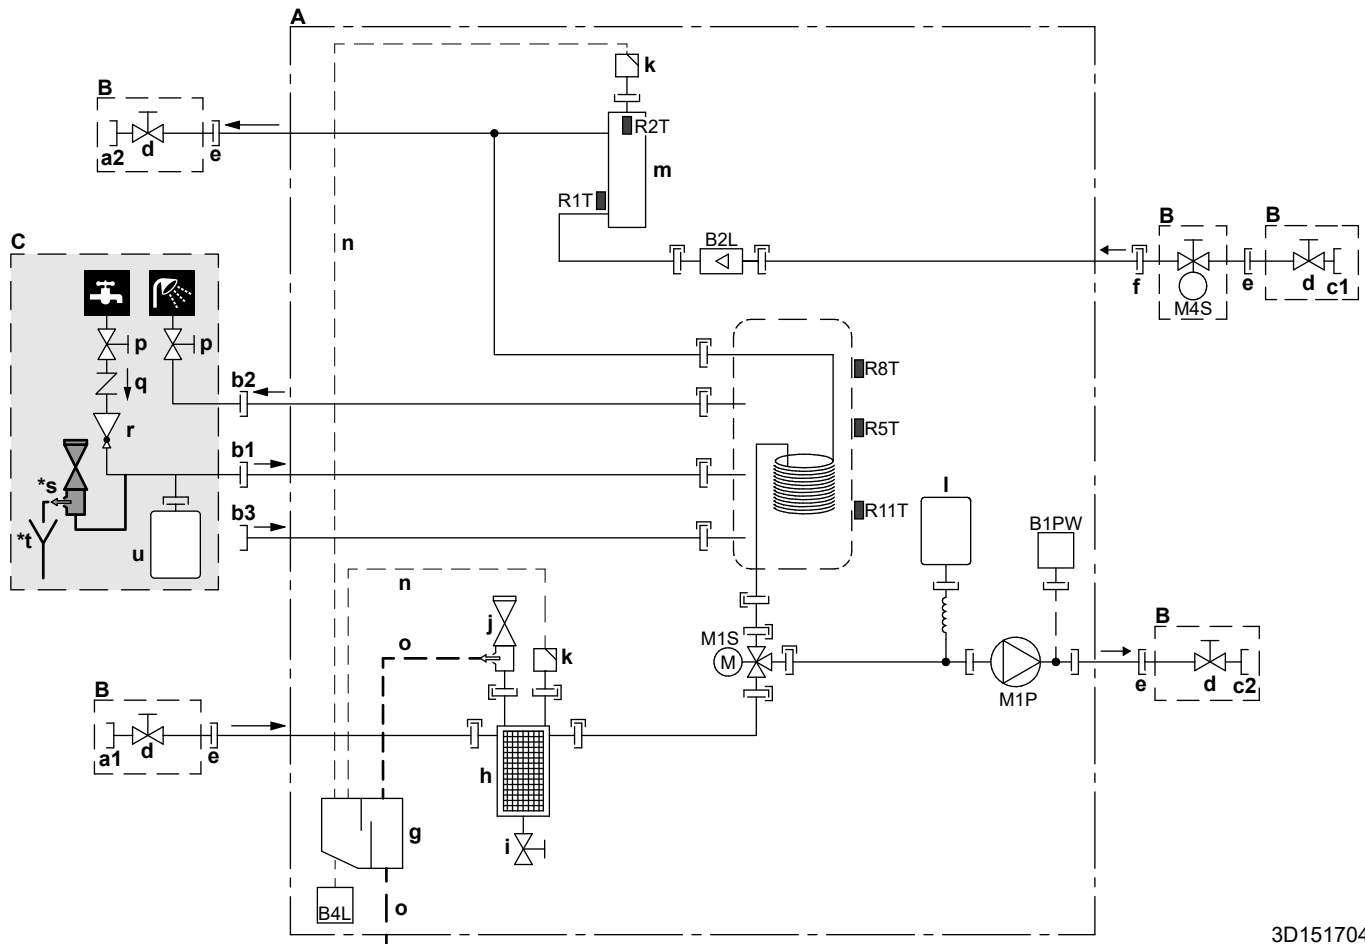 A
k
B
R2T
a2
d
e
m
R1T
B
B
C
n
B2L
f
e
d
c1
M4S
p
p
b2
R8T
q
r
b1
R5T
*s
l
b3
R11T
*t
u
B1PW
n
j
o
k
M1S
M
B
B
M1P
e
d
c2
a1
d
e
h
g
i
B4L
o
3D151704